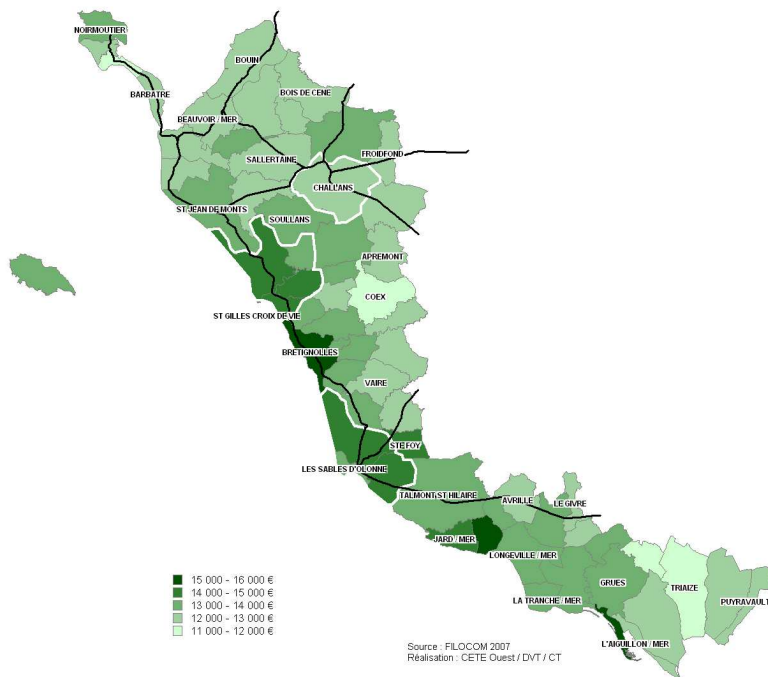 NOIRMOUTIER
BOUIN
BARBATRE
BOIS DE CENE
BEAUVOIR / MER
SALLERTAINE
FROIDFOND
CHALLANS
ST JEAN DE MONTS
SOULLANS
APREMONT
COEX
ST GILLES CROIX DE VIE
BRETIGNOLLES
VAIRE
STE FOY
LES SABLES D'OLONNE
TALMONT ST HILAIRE
AVRILLE
LE GIVRE
JARD / MER
LONGEVILLE / MER
GRUES
TRIAIZE
LA TRANCHE / MER
PUYRAVAULT
L'AIGUILLON / MER
15 000 - 16 000 €
14 000 - 15 000 €
13 000 - 14 000 €
12 000 - 13 000 €
11 000 - 12 000 €
Source : FILOCOM 2007
Réalisation : CETE Ouest / DVT / CT